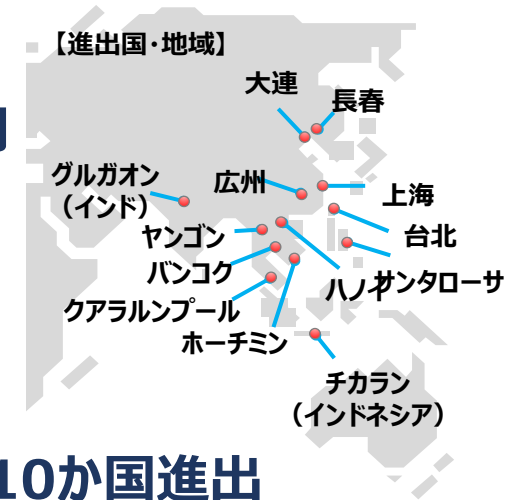 【進出国・地域】
大連
長春
グルガオン
（インド）
広州
上海
ヤンゴン
台北
バンコク
ハノイ
サンタローサ
クアラルンプール
ホーチミン
チカラン
（インドネシア）
10か国進出